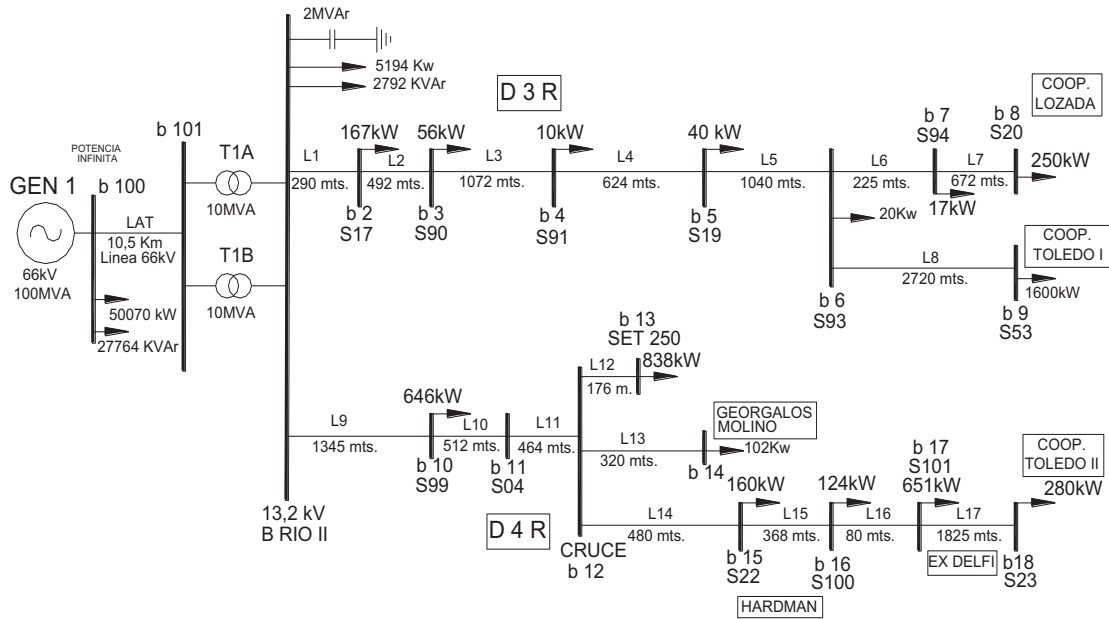 2MVAr
5194 Kw
2792 KVAr
D 3 R
COOP.
LOZADA
b 101
POTENCIA
INFINITA
GEN 1
b 100
LAT
10,5 Km
Linea 66kV
66kV
100MVA
50070 kW
27764 KVAr
T1A
10MVA
T1B
10MVA
L1
290 mts.
167kW
b 2
S17
L2
492 mts.
56kW
b 3
S90
L3
1072 mts.
10kW
b 4
S91
L4
624 mts.
40 kW
b 5
S19
L5
1040 mts.
20Kw
b 6
S93
L6
225 mts.
b 7
S94
17kW
L7
672 mts.
b 8
S20
250kW
L8
2720 mts.
COOP.
TOLEDO I
1600kW
b 9
S53
13,2 kV
B RIO II
L9
1345 mts.
646kW
b 10
S99
L10
512 mts.
b 11
S04
L11
464 mts.
D 4 R
CRUCE
b 12
L12
176 m.
b 13
SET 250
838kW
L13
320 mts.
GEORGALOS
MOLINO
102Kw
b 14
L14
480 mts.
160kW
b 15
S22
HARDMAN
L15
368 mts.
124kW
b 16
S100
L16
80 mts.
b 17
S101
651kW
EX DELFI
L17
1825 mts.
COOP.
TOLEDO II
280kW
b18
S23